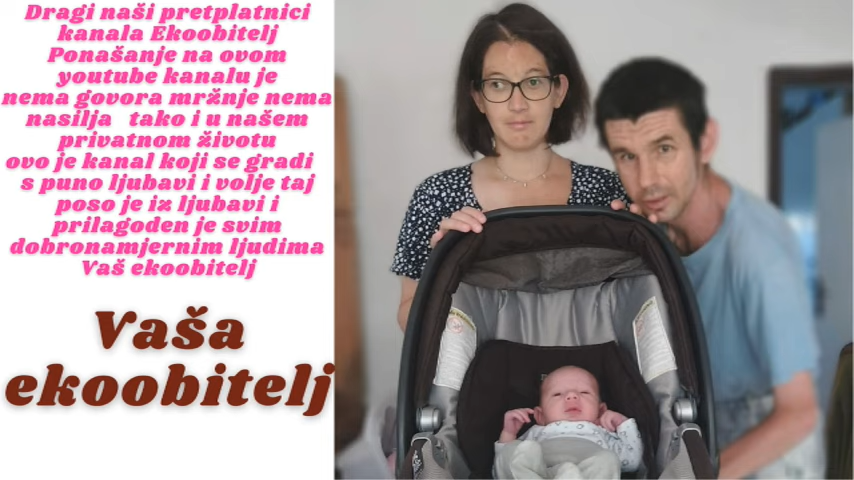 Dragi naši pretplatnici
kanala Ekoobitelj
Ponašanje na ovom
youtube kanalu je
nema govora mržnje nema
nasilja tako i u našem
privatnom životu
ovo je kanal koji se gradi
s puno ljubavi i volje taj
poso je iz ljubavi i
prilagođen je svim
dobronamjernim ljudima
Vaš ekoobitelj
Vaša
ekoobitelj